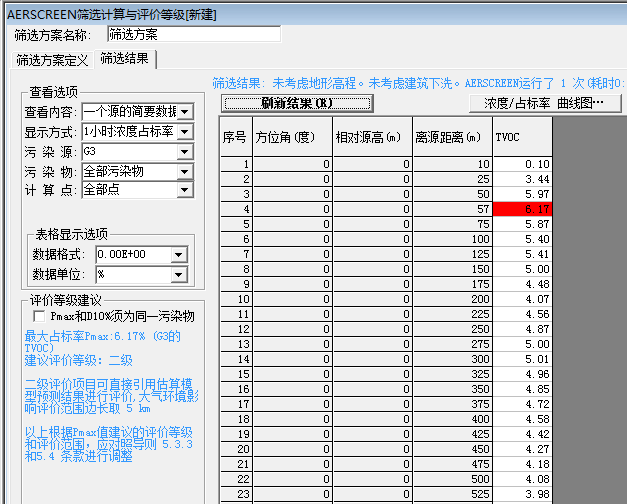 AERSCREEN筛选计算与评价等级[新建]
筛选方案名称: 筛选方案
筛选方案定义 筛选结果
筛选结果: 未考虑地形高程。未考虑建筑下洗。AERSCREEN运行了 1 次(耗时0:
刷新结果(R) 浓度/占标率 曲线图…
查看选项
查看内容: 一个源的简要数据
显示方式: 1小时浓度占标率
污 染 源: G3
污 染 物: 全部污染物
计 算 点: 全部点
表格显示选项
数据格式: 0.00E+00
数据单位: %
评价等级建议
Pmax和D10%须为同一污染物
最大占标率Pmax:6.17% (G3的
TVOC)
建议评价等级: 二级
二级评价项目可直接引用估算模
型预测结果进行评价,大气环境影
响评价范围边长取 5 km
以上根据Pmax值建议的评价等级
和评价范围, 应对照导则 5.3.3
和5.4 条款进行调整
序号 方位角(度) 相对源高(m) 离源距离(m) TVOC
1 0 0 10 0.10
2 0 0 25 3.44
3 0 0 50 5.97
4 0 0 57 6.17
5 0 0 75 5.87
6 0 0 100 5.40
7 0 0 125 5.41
8 0 0 150 5.00
9 0 0 175 4.48
10 0 0 200 4.07
11 0 0 225 4.56
12 0 0 250 4.87
13 0 0 275 5.00
14 0 0 300 5.01
15 0 0 325 4.96
16 0 0 350 4.85
17 0 0 375 4.72
18 0 0 400 4.58
19 0 0 425 4.42
20 0 0 450 4.27
21 0 0 475 4.18
22 0 0 500 4.08
23 0 0 525 3.98